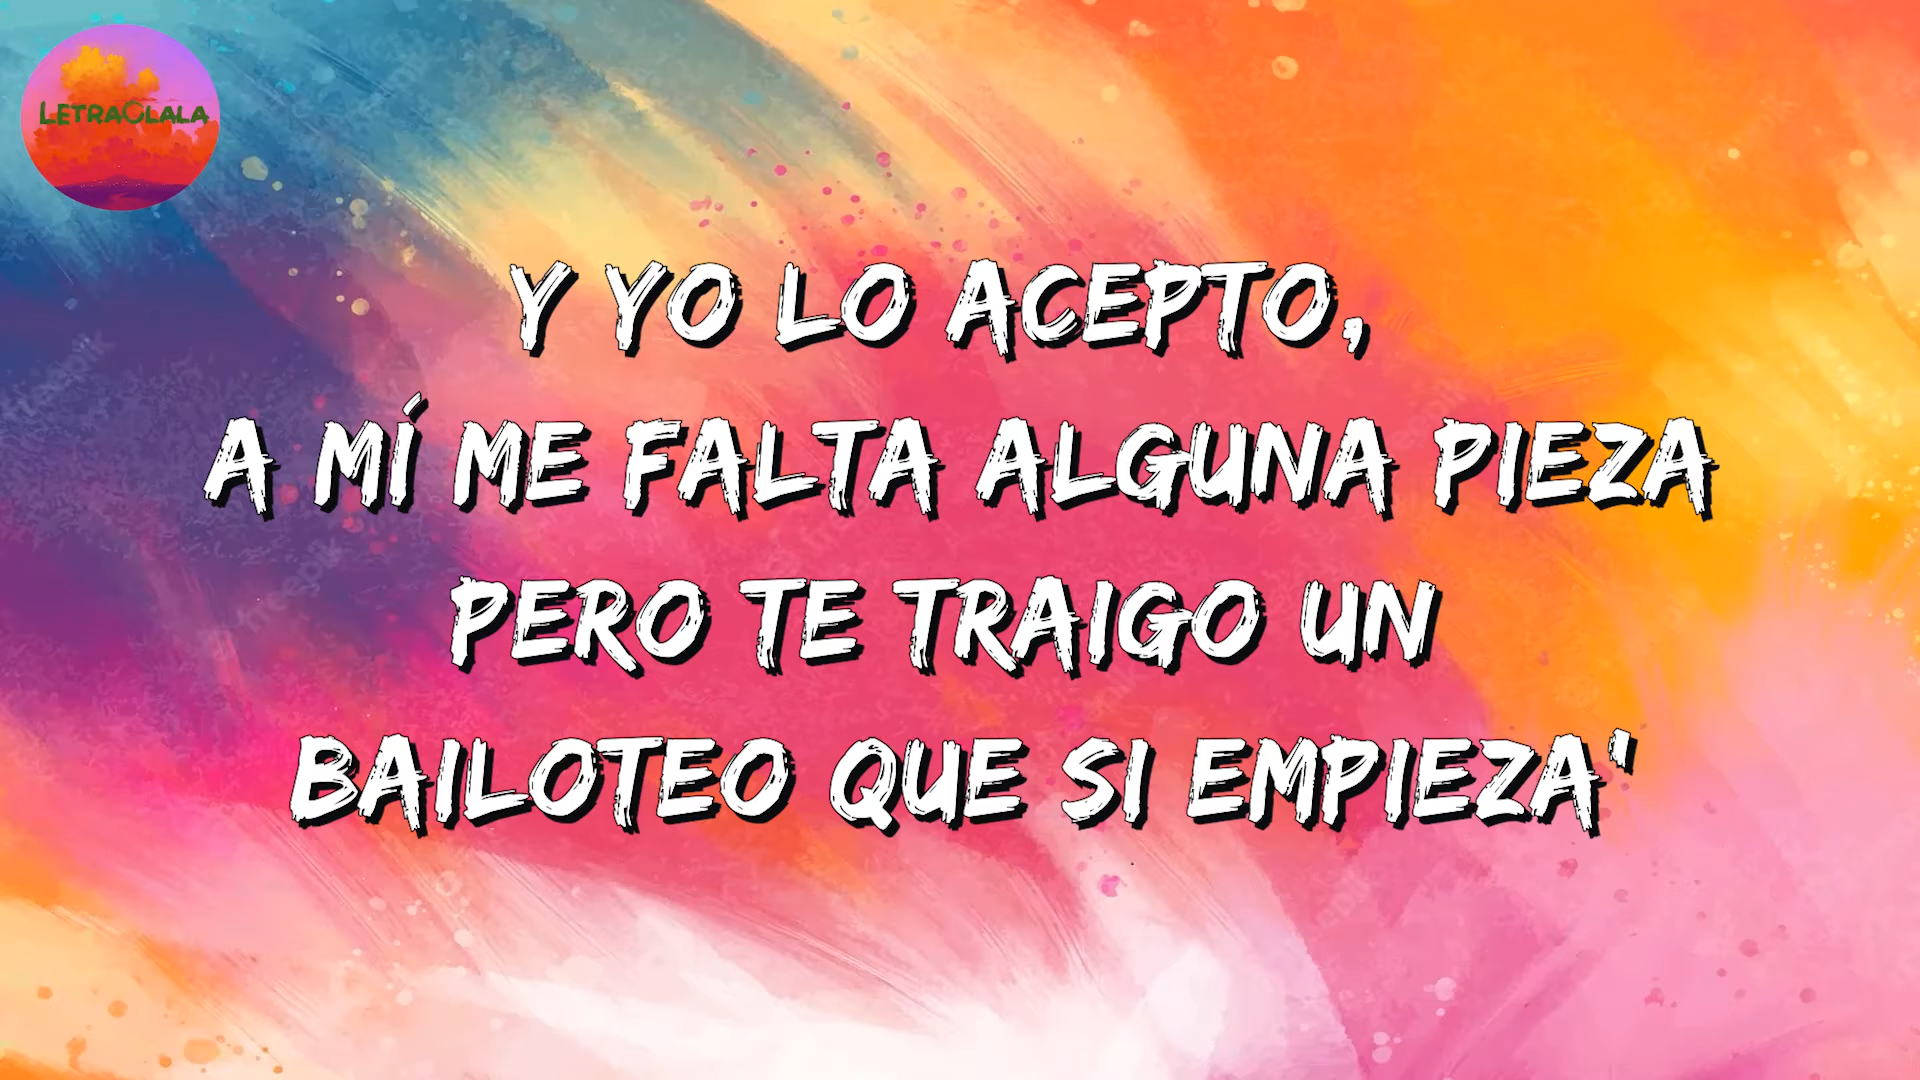 LETRAOLALA
Y YO LO ACEPTO,
A MÍ ME FALTA ALGUNA PIEZA
PERO TE TRAIGO UN
BAILOTEO QUE SI EMPIEZA'